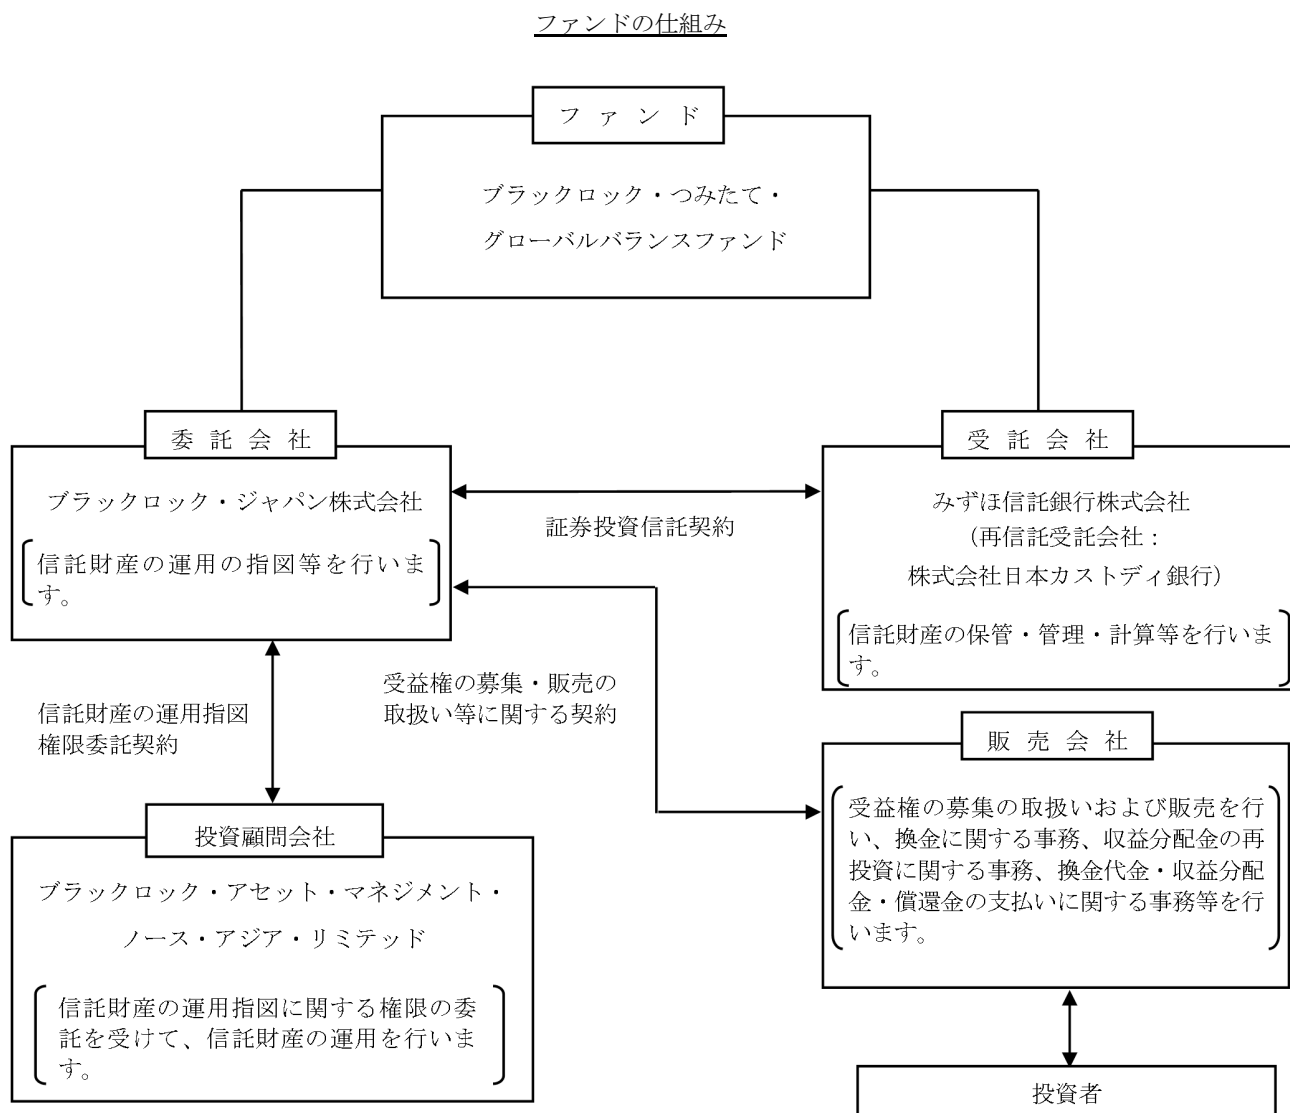 ファンドの仕組み
ファンド
ブラックロック・つみたて・
グローバルバランスファンド
委託会社
ブラックロック・ジャパン株式会社
信託財産の運用の指図等を行いま
す。
証券投資信託契約
受託会社
みずほ信託銀行株式会社
（再信託受託会社：
株式会社日本カストディ銀行）
信託財産の保管・管理・計算等を行いま
す。
信託財産の運用指図
権限委託契約
受益権の募集・販売の
取扱い等に関する契約
販売会社
受益権の募集の取扱いおよび販売を行
い、換金に関する事務、収益分配金の再
投資に関する事務、換金代金・収益分配
金・償還金の支払いに関する事務等を行
います。
投資顧問会社
ブラックロック・アセット・マネジメント・
ノース・アジア・リミテッド
信託財産の運用指図に関する権限の委
託を受けて、信託財産の運用を行いま
す。
投資者